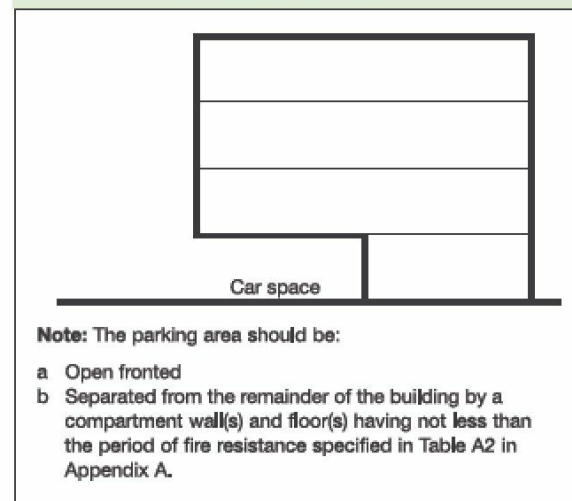 Car space
Note: The parking area should be:
a Open fronted
b Separated from the remainder of the building by a
compartment wall(s) and floor(s) having not less than
the period of fire resistance specified in Table A2 in
Appendix A.